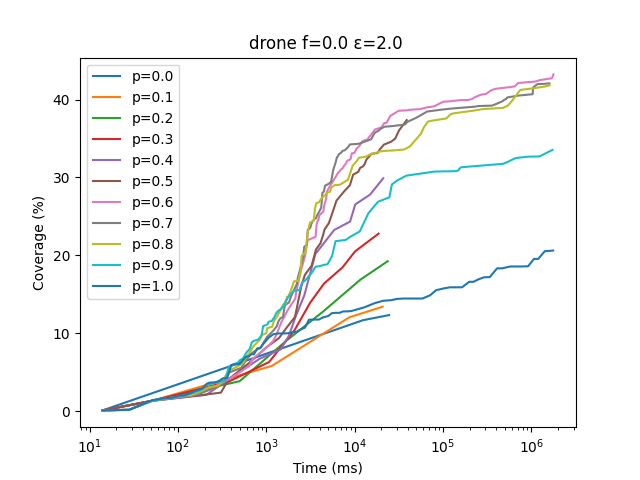 drone f=0.0 ε=2.0
Coverage (%)
40
30
20
10
0
p=0.0
p=0.1
p=0.2
p=0.3
p=0.4
p=0.5
p=0.6
p=0.7
p=0.8
p=0.9
p=1.0
10¹ 10² 10³ 10⁴ 10⁵ 10⁶
Time (ms)